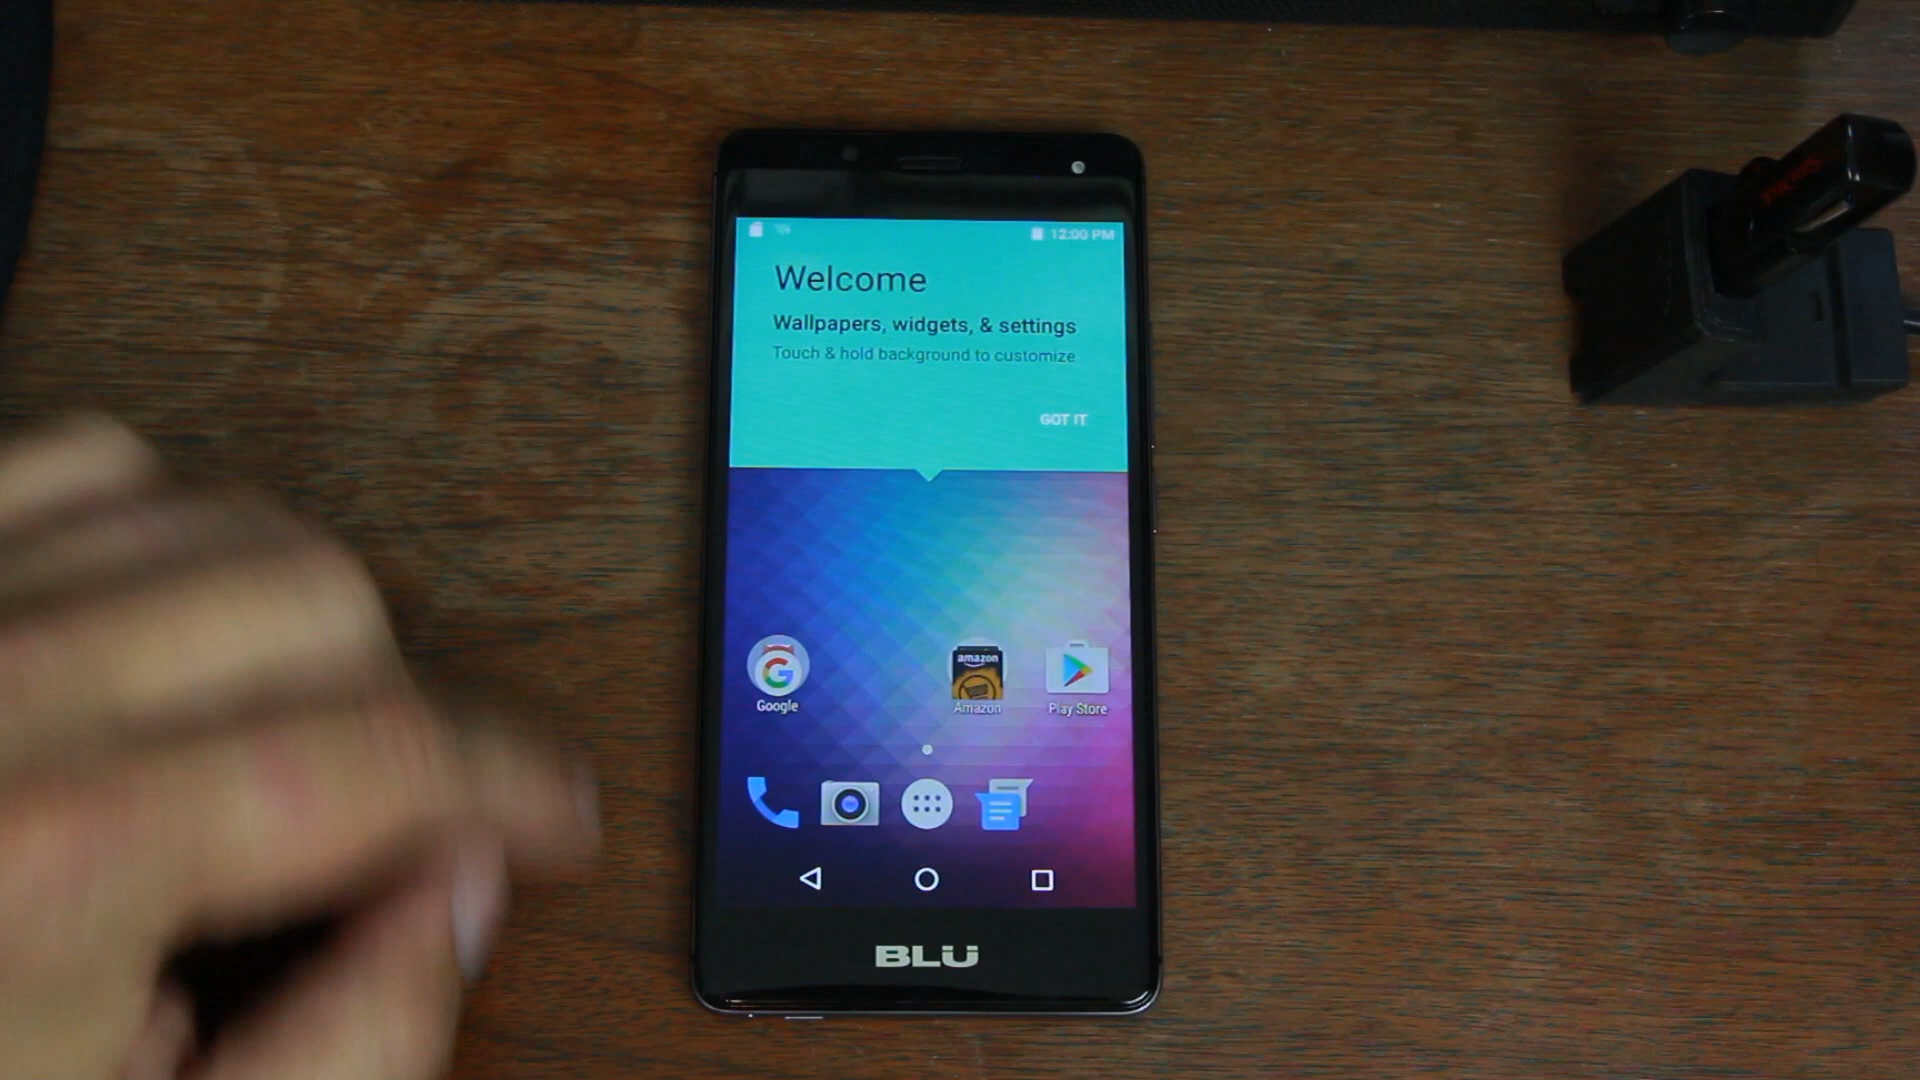 12:00 PM
Welcome
Wallpapers, widgets, & settings
Touch & hold background to customize
GOT IT
amazon
Google
Amazon
Play Store
BLU